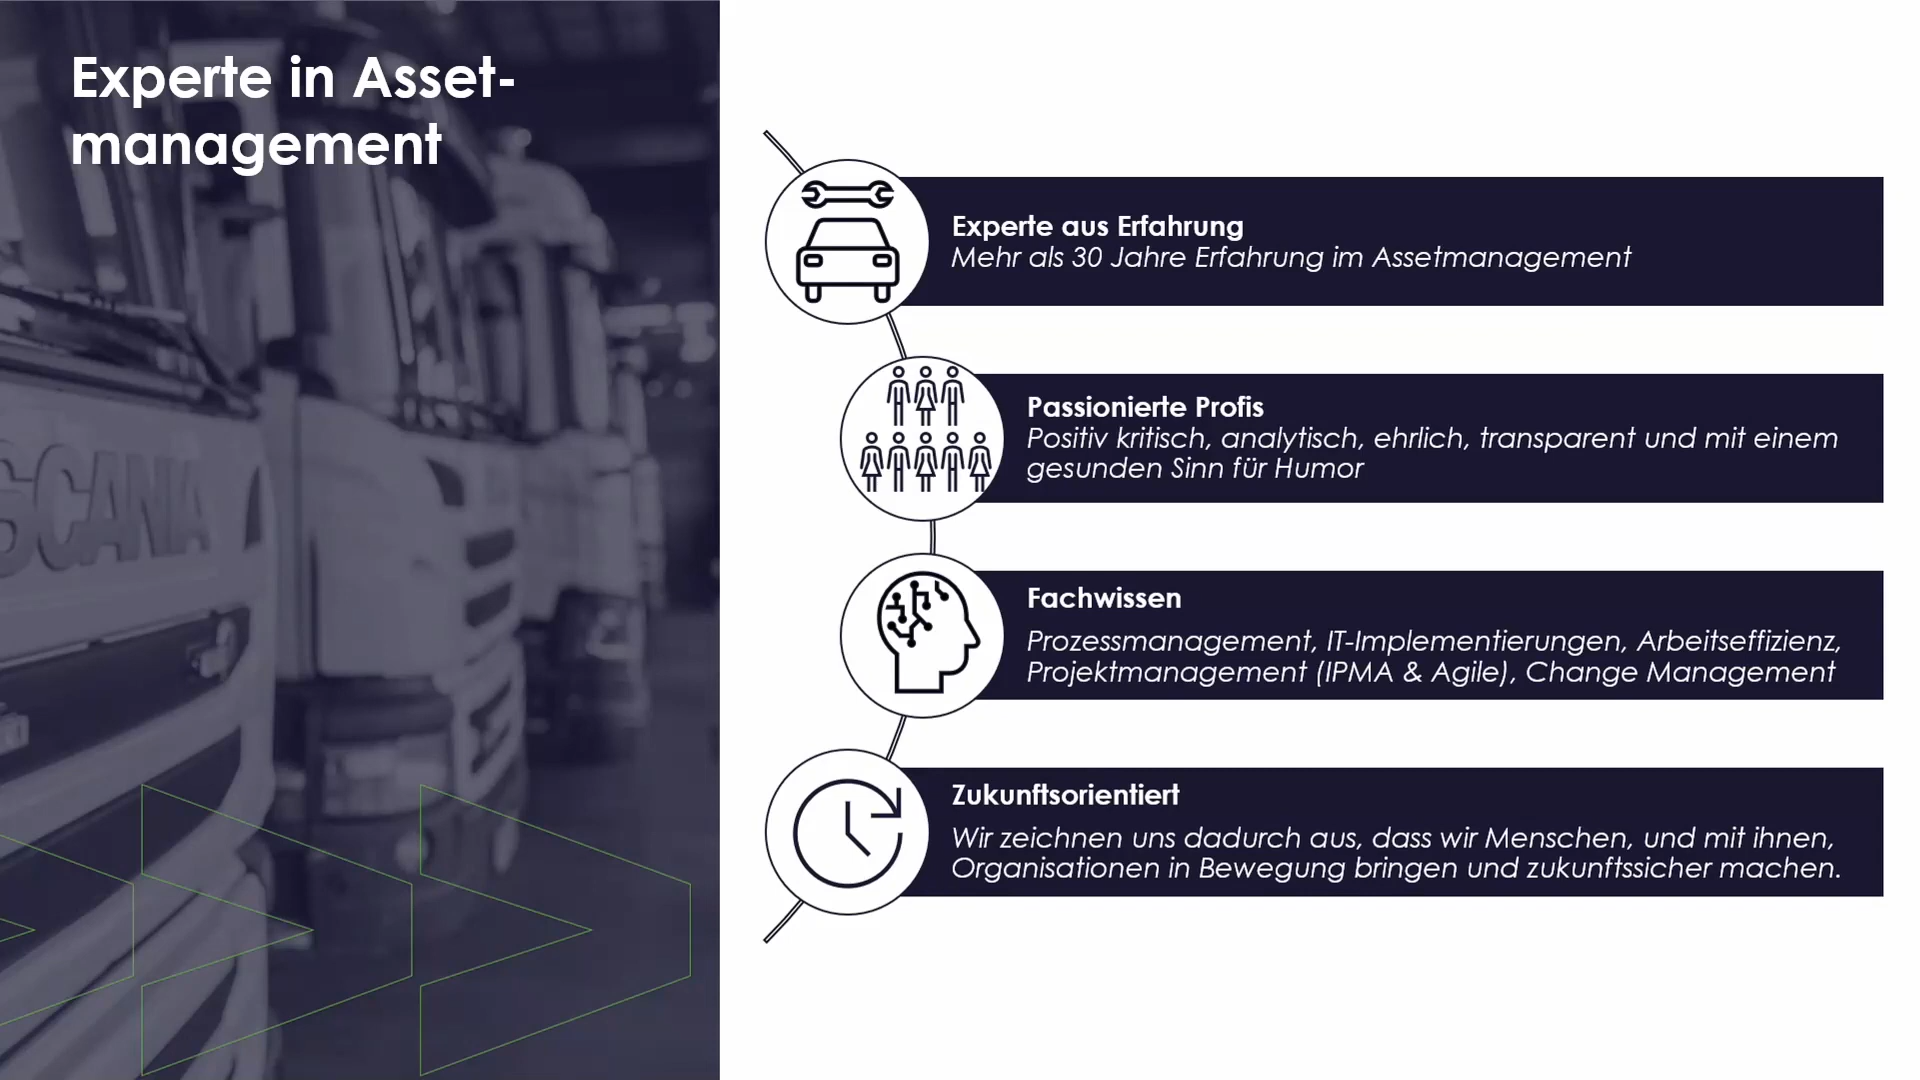 Experte in Asset-
management
Experte aus Erfahrung
Mehr als 30 Jahre Erfahrung im Assetmanagement
Passionierte Profis
Positiv kritisch, analytisch, ehrlich, transparent und mit einem
gesunden Sinn für Humor
Fachwissen
Prozessmanagement, IT-Implementierungen, Arbeitseffizienz,
Projektmanagement (IPMA & Agile), Change Management
Zukunftsorientiert
Wir zeichnen uns dadurch aus, dass wir Menschen, und mit ihnen,
Organisationen in Bewegung bringen und zukunftssicher machen.
SCANIA